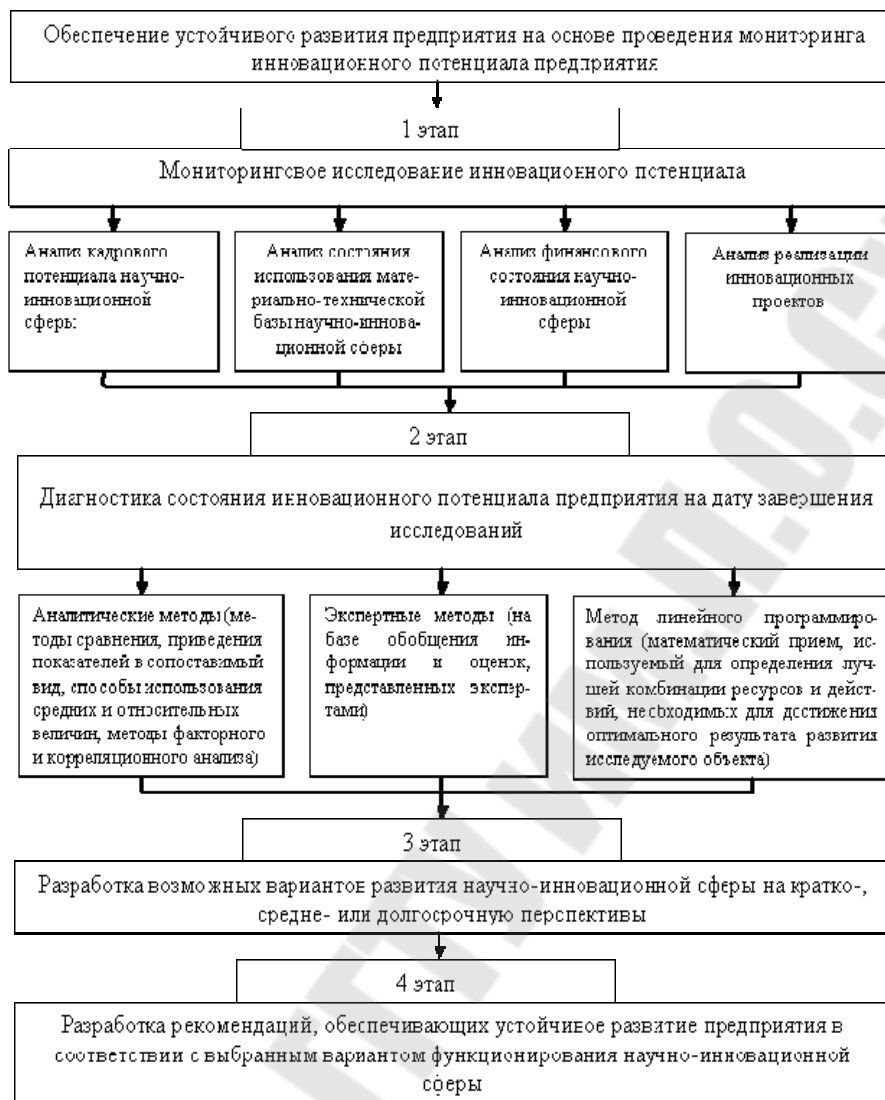 Обеспечение устойчивого развития предприятия на основе проведения мониторинга
инновационного потенциала предприятия
1 этап
Мониторинговое исследование инновационного потенциала
Анализ кадрового
потенциала научно-
инновационной
сферы
Анализ состояния
использования мате-
риально-технической
базы научно-иннова-
ционной сферы
Анализ финансового
состояния научно-
инновационной
сферы
Анализ реализации
инновационных
проектов
2 этап
Диагностика состояния инновационного потенциала предприятия на дату завершения
исследований
Аналитические методы (ме-
тоды сравнения, приведения
показателей в сопоставимый
вид, способы использования
средних и относительных
величин, методы факторного
и корреляционного анализа)
Экспертные методы (на
базе обобщения ин-
формации и оценок,
представленных экспер-
тами)
Метод линейного программиро-
вания (математический прием, ис-
пользуемый для определения луч-
шей комбинации ресурсов и дейст-
вий, необходимых для достижения
оптимального результата развития
исследуемого объекта)
3 этап
Разработка возможных вариантов развития научно-инновационной сферы на кратко-,
средне- или долгосрочную перспективы
4 этап
Разработка рекомендаций, обеспечивающих устойчивое развитие предприятия в
соответствии с выбранным вариантом функционирования научно-инновационной
сферы